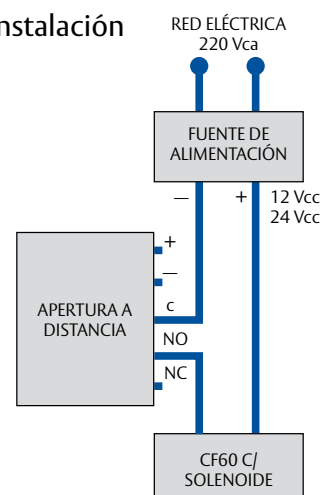 nstalación
RED ELÉCTRICA
220 Vca
FUENTE DE
ALIMENTACIÓN
— + 12 Vcc
24 Vcc
+
—
c
APERTURA A
DISTANCIA
NO
NC
CF60 C/
SOLENOIDE